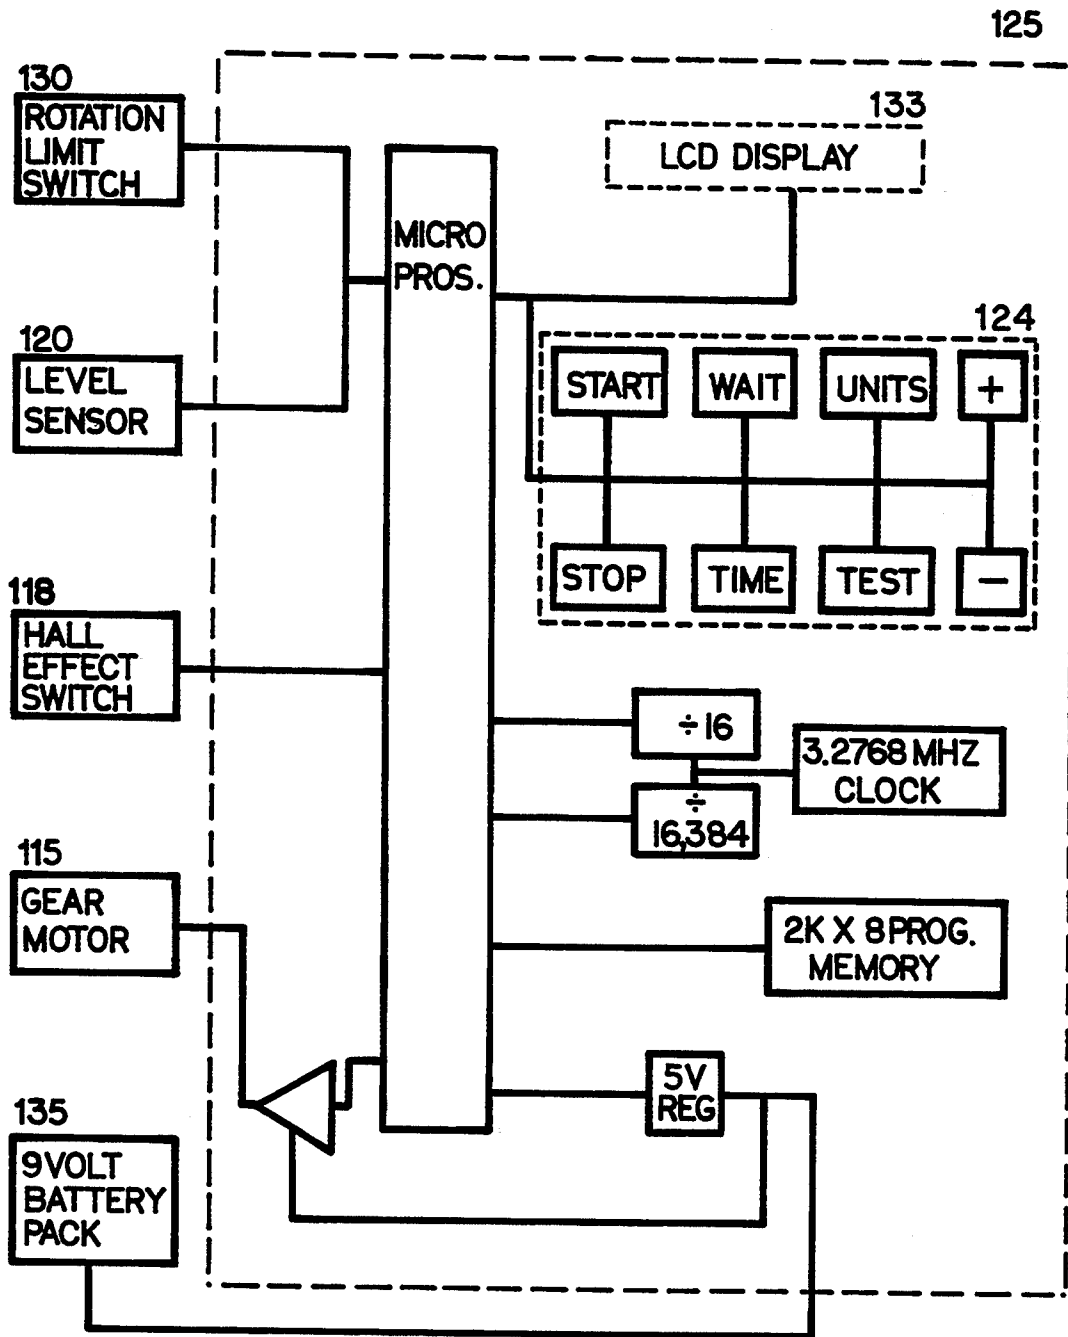 125
130
ROTATION
LIMIT
SWITCH
133
LCD DISPLAY
MICRO
PROS.
120
LEVEL
SENSOR
124
START
WAIT
UNITS
+
STOP
TIME
TEST
−
118
HALL
EFFECT
SWITCH
÷16
3.2768 MHZ
CLOCK
÷
16,384
115
GEAR
MOTOR
2K X 8 PROG.
MEMORY
5V
REG
135
9 VOLT
BATTERY
PACK